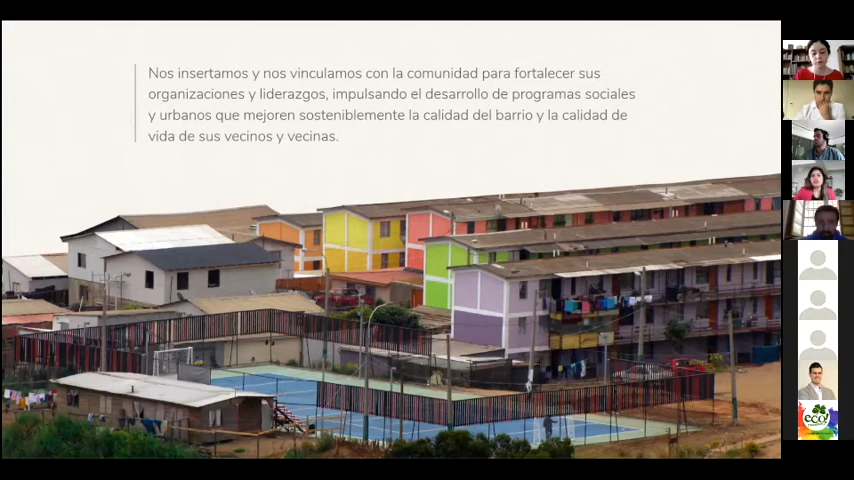 Nos insertamos y nos vinculamos con la comunidad para fortalecer sus
organizaciones y liderazgos, impulsando el desarrollo de programas sociales
y urbanos que mejoren sosteniblemente la calidad del barrio y la calidad de
vida de sus vecinos y vecinas.
eco!